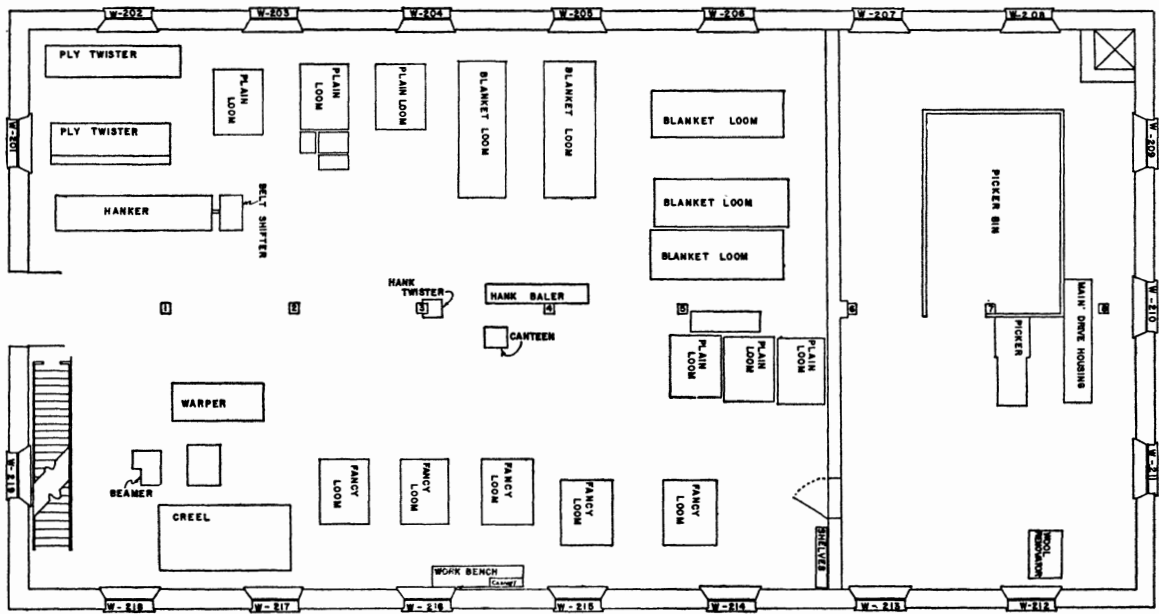 W-202
W-203
W-204
W-205
W-206
W-207
W-208
PLY TWISTER
PLAIN
LOOM
PLAIN
LOOM
PLAIN LOOM
BLANKET LOOM
BLANKET LOOM
BLANKET LOOM
W-201
PLY TWISTER
W-209
PICKER BIN
HANKER
BELT SHIFTER
BLANKET LOOM
BLANKET LOOM
HANK
TWISTER
HANK BALER
1
2
3
4
5
6
7
8
W-210
MAIN' DRIVE HOUSING
CANTEEN
PICKER
PLAIN
LOOM
PLAIN
LOOM
PLAIN
LOOM
WARPER
W-219
BEAMER
CREEL
FANCY
LOOM
FANCY
LOOM
FANCY
LOOM
FANCY
LOOM
FANCY
LOOM
W-211
SHELVES
WOOL
WORK BENCH
CABINET
W-218
W-217
W-216
W-215
W-214
W-213
W-212